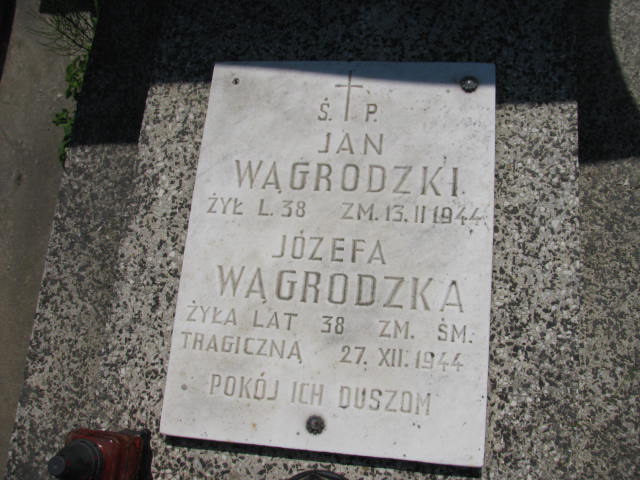 Ś. P.
JAN
WĄGRODZKI.
ŻYŁ L. 38 ZM. 13. II 1944
JÓZEFA
WĄGRODZKA
ŻYŁA LAT 38 ZM. ŚM.
TRAGICZNĄ 27. XII. 1944
POKÓJ ICH DUSZOM